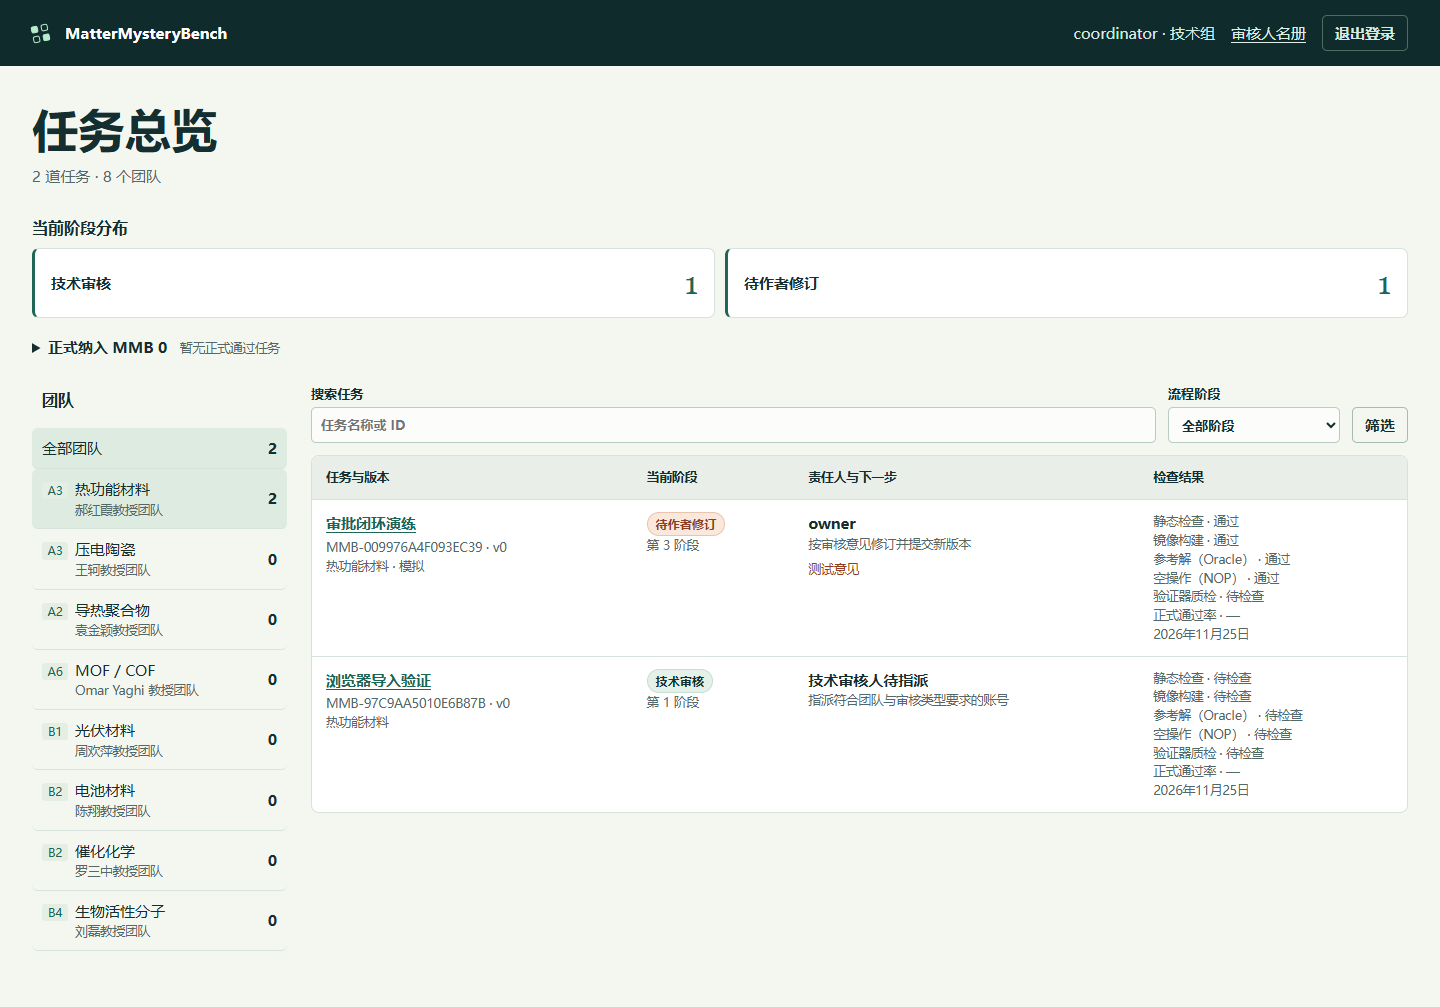 MatterMysteryBench
coordinator · 技术组 审核人名册 退出登录
任务总览
2 道任务 · 8 个团队
当前阶段分布
技术审核 1
待作者修订 1
正式纳入 MMB 0 暂无正式通过任务
团队
全部团队 2
A3 热功能材料 2
郝红霞教授团队
A3 压电陶瓷 0
王轲教授团队
A2 导热聚合物 0
袁金颖教授团队
A6 MOF / COF 0
Omar Yaghi 教授团队
B1 光伏材料 0
周欢萍教授团队
B2 电池材料 0
陈翔教授团队
B2 催化化学 0
罗三中教授团队
B4 生物活性分子 0
刘磊教授团队
搜索任务
任务名称或 ID
流程阶段
全部阶段
筛选
任务与版本 当前阶段 责任人与下一步 检查结果
审批闭环演练
MMB-009976A4F093EC39 · v0
热功能材料 · 模拟
待作者修订
第 3 阶段
owner
按审核意见修订并提交新版本
测试意见
静态检查 · 通过
镜像构建 · 通过
参考解（Oracle） · 通过
空操作（NOP） · 通过
验证器质检 · 待检查
正式通过率 · —
2026年11月25日
浏览器导入验证
MMB-97C9AA5010E6B87B · v0
热功能材料
技术审核
第 1 阶段
技术审核人待指派
指派符合团队与审核类型要求的账号
静态检查 · 待检查
镜像构建 · 待检查
参考解（Oracle） · 待检查
空操作（NOP） · 待检查
验证器质检 · 待检查
正式通过率 · —
2026年11月25日